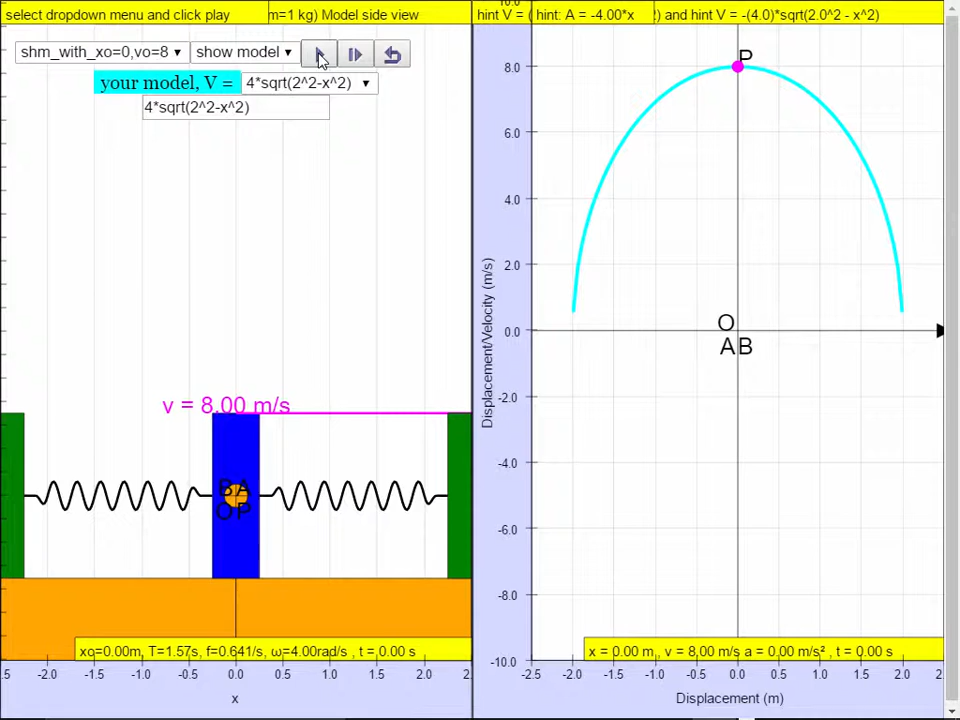 select dropdown menu and click play
m=1 kg) Model side view
shm_with_xo=0,vo=8
show model
your model, V =
4*sqrt(2^2-x^2)
4*sqrt(2^2-x^2)
v = 8.00 m/s
B A
O P
xo=0.00m, T=1.57s, f=0.641/s, ω=4.00rad/s , t = 0.00 s
-2.0 -1.5 -1.0 -0.5 0.0 0.5 1.0 1.5 2.0
x
hint V = ( hint: A = -4.00*x ) and hint V = -(4.0)*sqrt(2.0^2 - x^2)
P
8.0
6.0
4.0
2.0
0.0
-2.0
-4.0
-6.0
-8.0
-10.0
Displacement/Velocity (m/s)
O
A B
x = 0.00 m, v = 8.00 m/s a = 0.00 m/s² , t = 0.00 s
-2.5 -2.0 -1.5 -1.0 -0.5 0.0 0.5 1.0 1.5 2.0
Displacement (m)